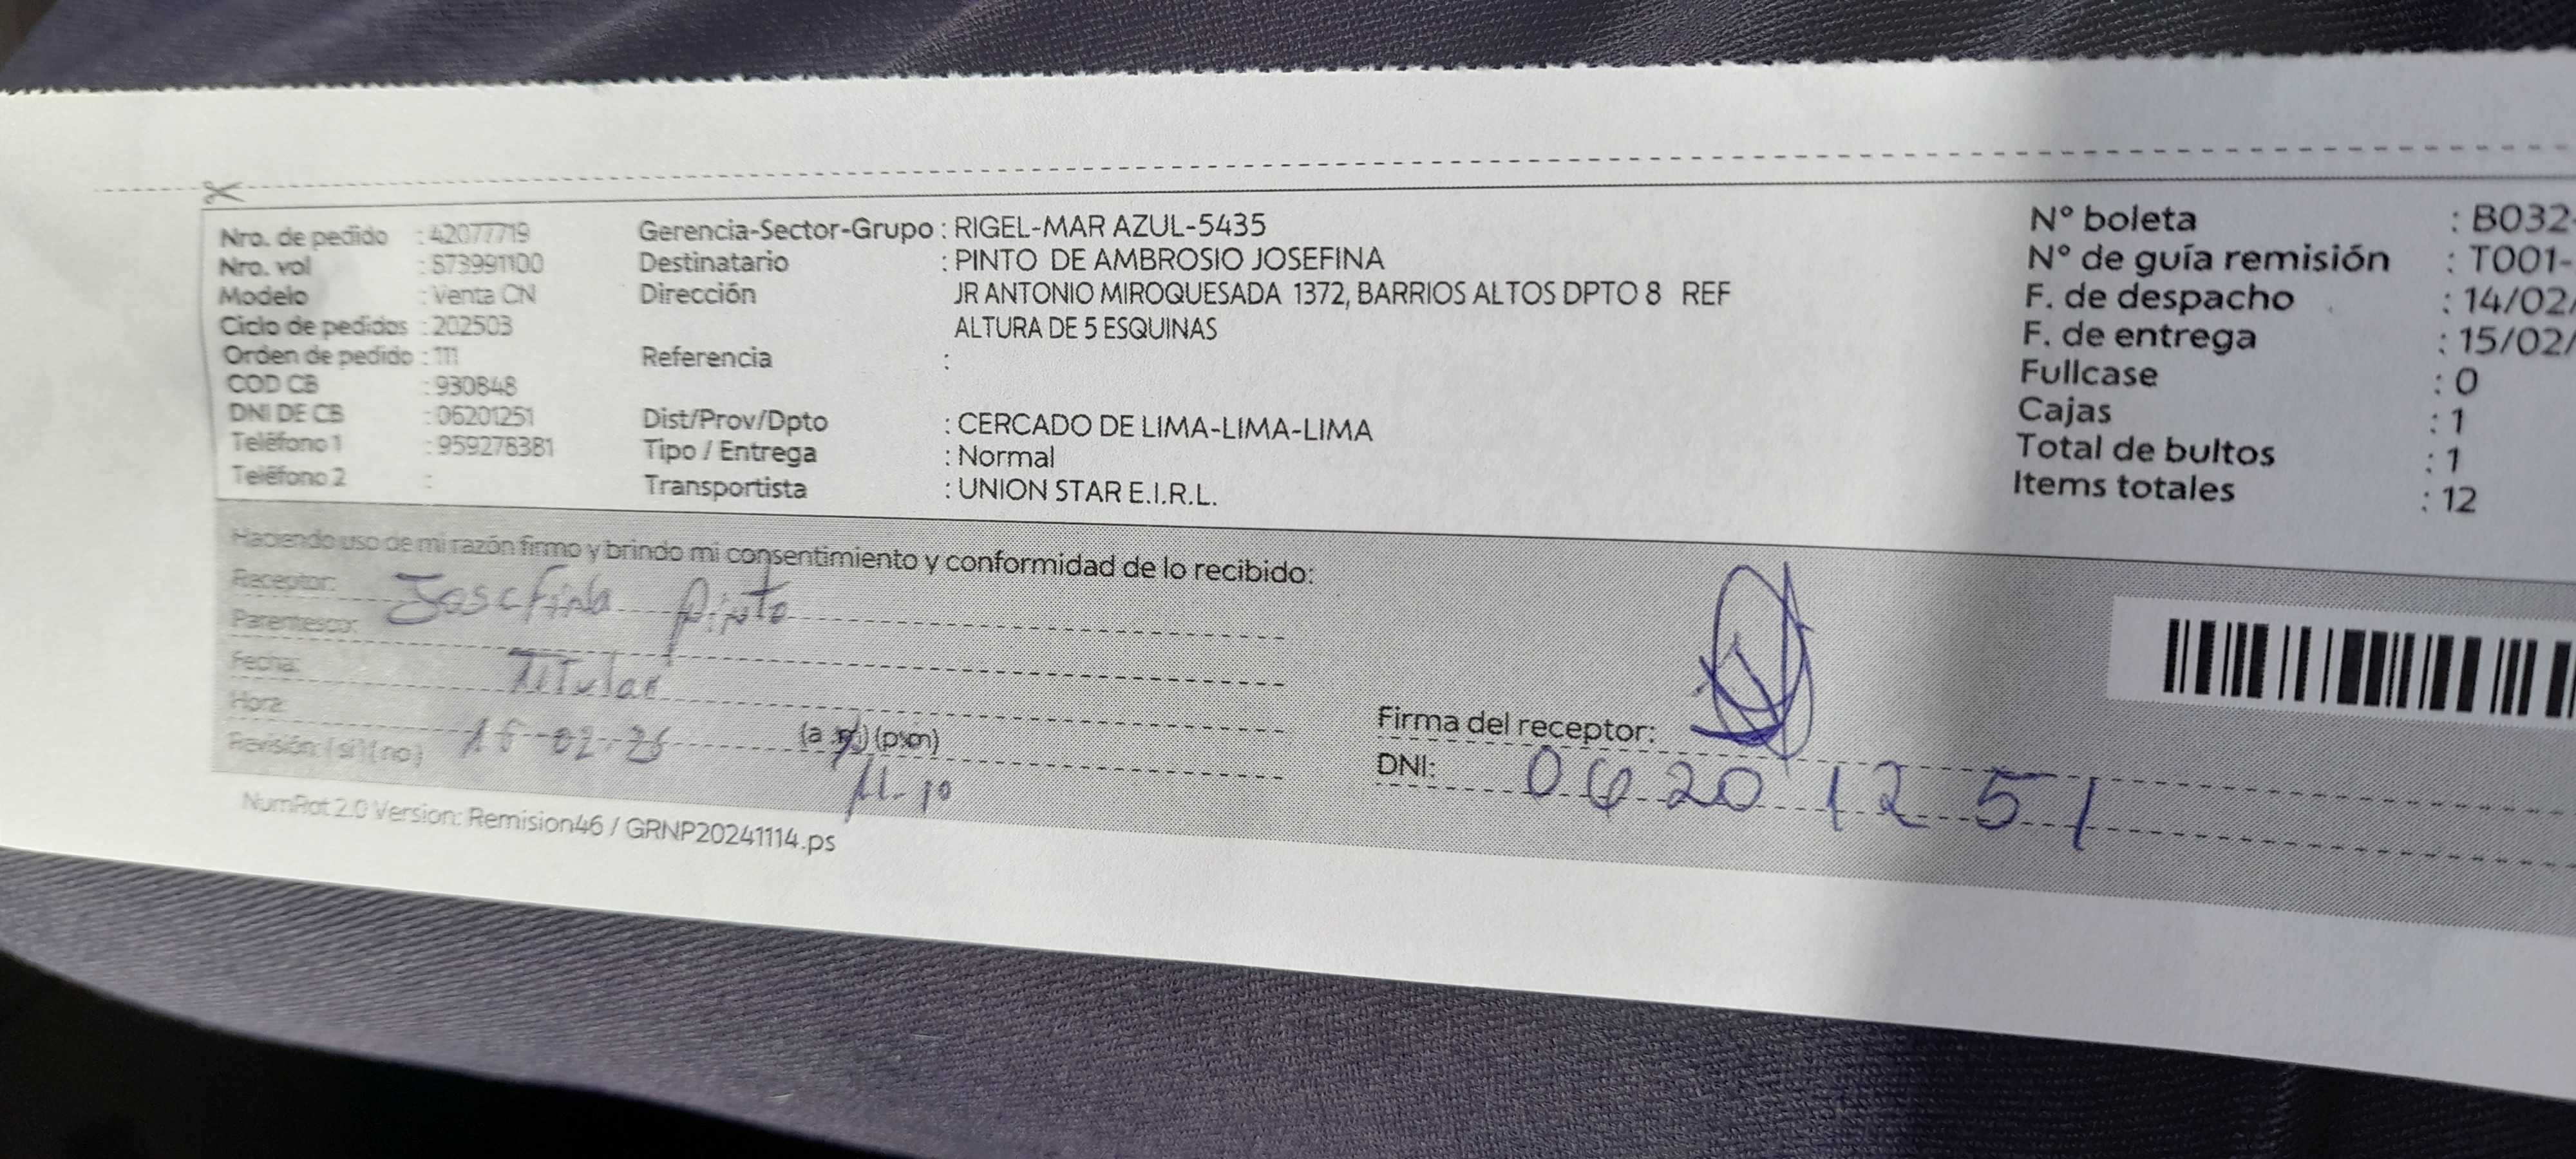 Nro. de pedido : 42077719
Nro. vol : 573991100
Modelo : Venta CN
Ciclo de pedidos : 202503
Orden de pedido : 111
COD CB : 930848
DNI DE CB : 06201251
Teléfono 1 : 959278381
Teléfono 2 :
Gerencia-Sector-Grupo : RIGEL-MAR AZUL-5435
Destinatario : PINTO DE AMBROSIO JOSEFINA
Dirección JR ANTONIO MIROQUESADA 1372, BARRIOS ALTOS DPTO 8 REF
ALTURA DE 5 ESQUINAS
Referencia :
Dist/Prov/Dpto : CERCADO DE LIMA-LIMA-LIMA
Tipo / Entrega : Normal
Transportista : UNION STAR E.I.R.L.
N° boleta : B032-
N° de guía remisión : T001-
F. de despacho : 14/02/
F. de entrega : 15/02/
Fullcase : 0
Cajas : 1
Total de bultos : 1
Items totales : 12
Haciendo uso de mi razón firmo y brindo mi consentimiento y conformidad de lo recibido:
Receptor: Josefina pinto
Parentesco: Titular
Fecha: 15-02-25
Hora: 11-10 (a m) (p m)
Revisión: (si) (no)
Firma del receptor:
DNI: 06201251
NumRot 2.0 Version: Remision46 / GRNP20241114.ps